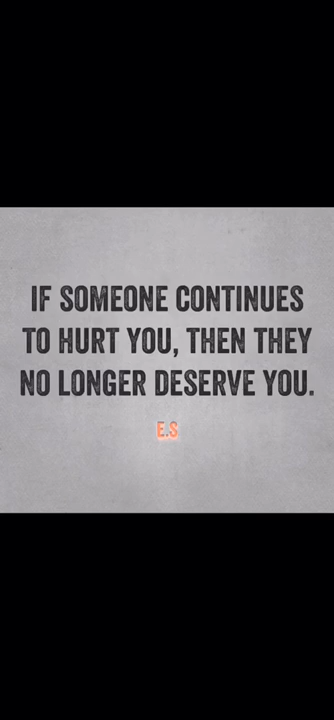 IF SOMEONE CONTINUES
TO HURT YOU, THEN THEY
NO LONGER DESERVE YOU.
E.S